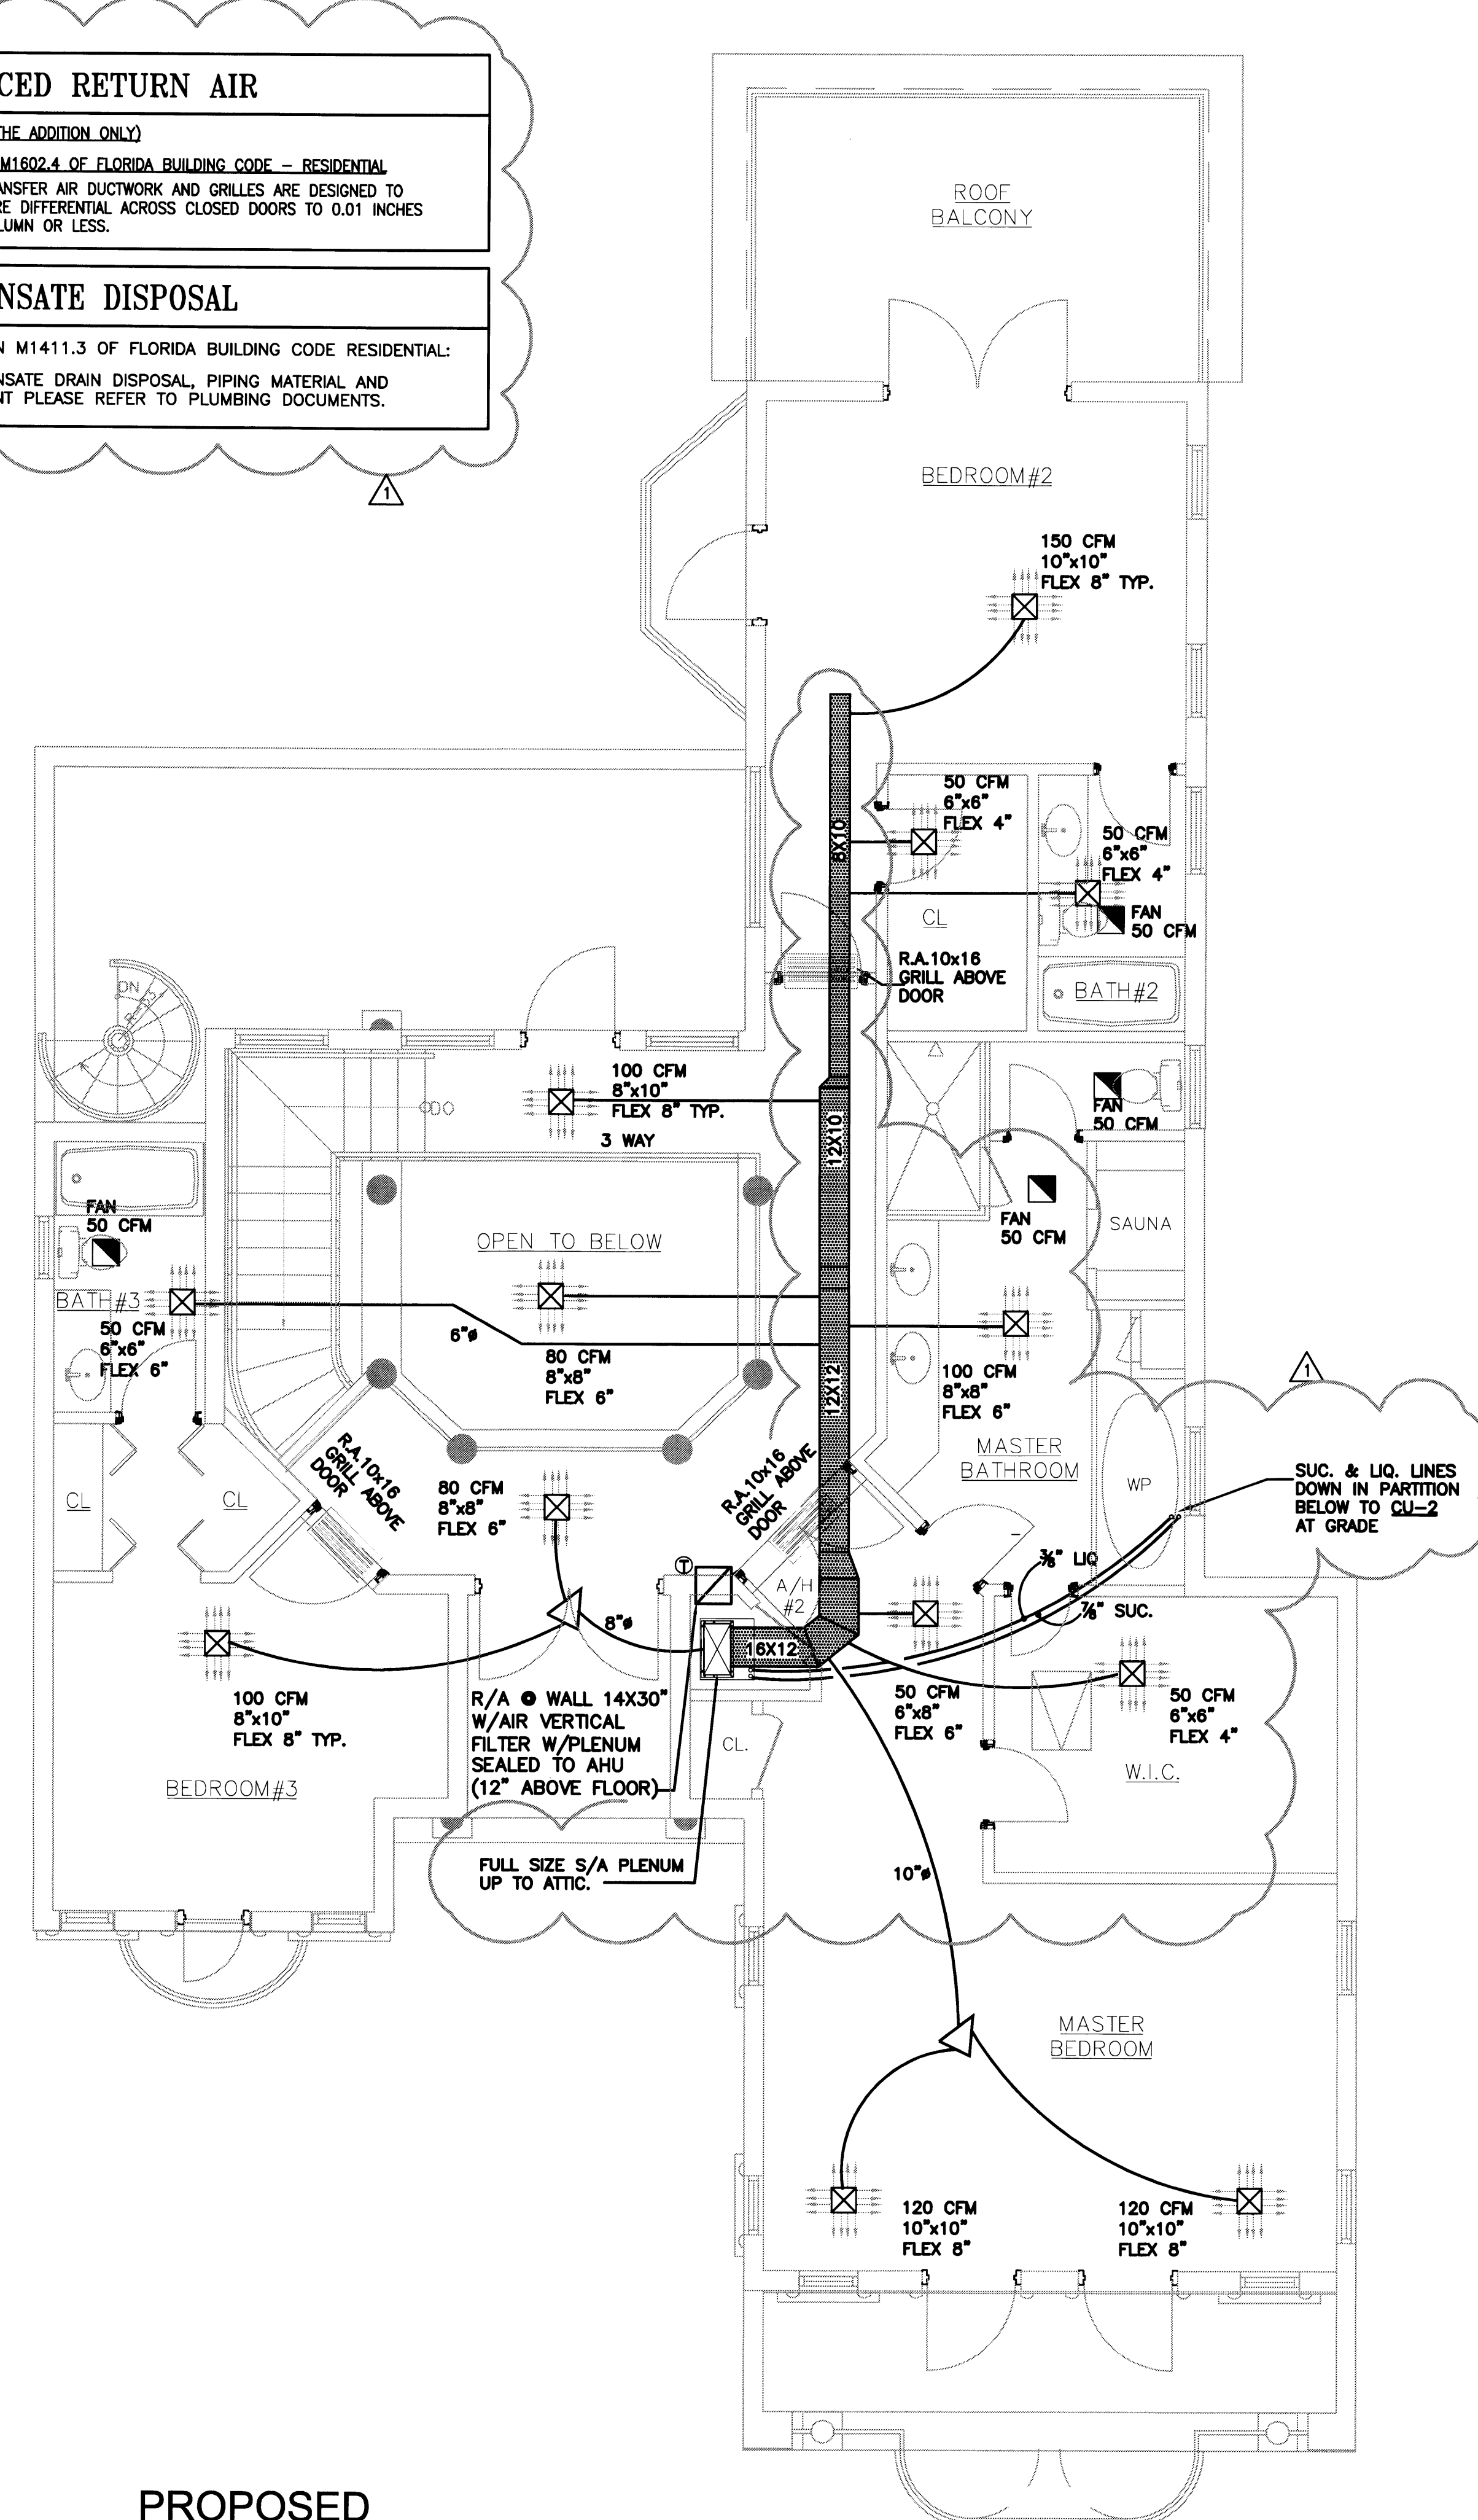 CED RETURN AIR
THE ADDITION ONLY)
M1602.4 OF FLORIDA BUILDING CODE – RESIDENTIAL
ANSFER AIR DUCTWORK AND GRILLES ARE DESIGNED TO
RE DIFFERENTIAL ACROSS CLOSED DOORS TO 0.01 INCHES
LUMN OR LESS.
NSATE DISPOSAL
N M1411.3 OF FLORIDA BUILDING CODE RESIDENTIAL:
NSATE DRAIN DISPOSAL, PIPING MATERIAL AND
NT PLEASE REFER TO PLUMBING DOCUMENTS.
1
ROOF
BALCONY
BEDROOM#2
150 CFM
10"x10"
FLEX 8" TYP.
50 CFM
6"x6"
FLEX 4"
8X10
50 CFM
6"x6"
FLEX 4"
FAN
50 CFM
CL
R.A.10x16
GRILL ABOVE
DOOR
BATH#2
DN
100 CFM
8"x10"
FLEX 8" TYP.
3 WAY
12X10
FAN
50 CFM
FAN
50 CFM
SAUNA
FAN
50 CFM
OPEN TO BELOW
BATH#3
50 CFM
6"x6"
FLEX 6"
6"ø
80 CFM
8"x8"
FLEX 6"
12X12
100 CFM
8"x8"
FLEX 6"
MASTER
BATHROOM
WP
1
SUC. & LIQ. LINES
DOWN IN PARTITION
BELOW TO CU-2
AT GRADE
CL
CL
R.A.10x16
GRILL ABOVE
DOOR
80 CFM
8"x8"
FLEX 6"
R.A.10x16
GRILL ABOVE
DOOR
T
A/H
#2
3/8" LIQ
7/8" SUC.
8"ø
16X12
100 CFM
8"x10"
FLEX 8" TYP.
BEDROOM#3
R/A @ WALL 14X30"
W/AIR VERTICAL
FILTER W/PLENUM
SEALED TO AHU
(12" ABOVE FLOOR)
CL.
50 CFM
6"x8"
FLEX 6"
50 CFM
6"x6"
FLEX 4"
W.I.C.
FULL SIZE S/A PLENUM
UP TO ATTIC.
10"ø
MASTER
BEDROOM
120 CFM
10"x10"
FLEX 8"
120 CFM
10"x10"
FLEX 8"
PROPOSED